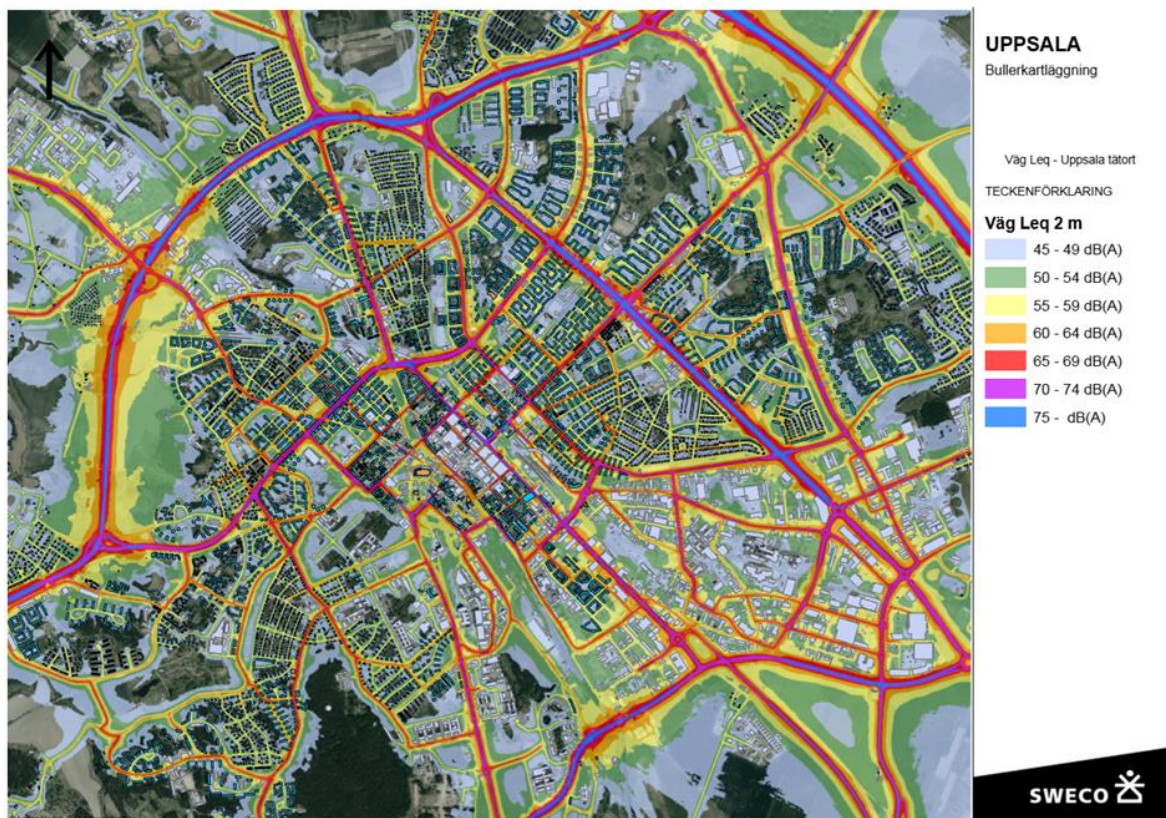 UPPSALA
Bullerkartläggning
Väg Leq - Uppsala tätort
TECKENFÖRKLARING
Väg Leq 2 m
45 - 49 dB(A)
50 - 54 dB(A)
55 - 59 dB(A)
60 - 64 dB(A)
65 - 69 dB(A)
70 - 74 dB(A)
75 - dB(A)
SWECO